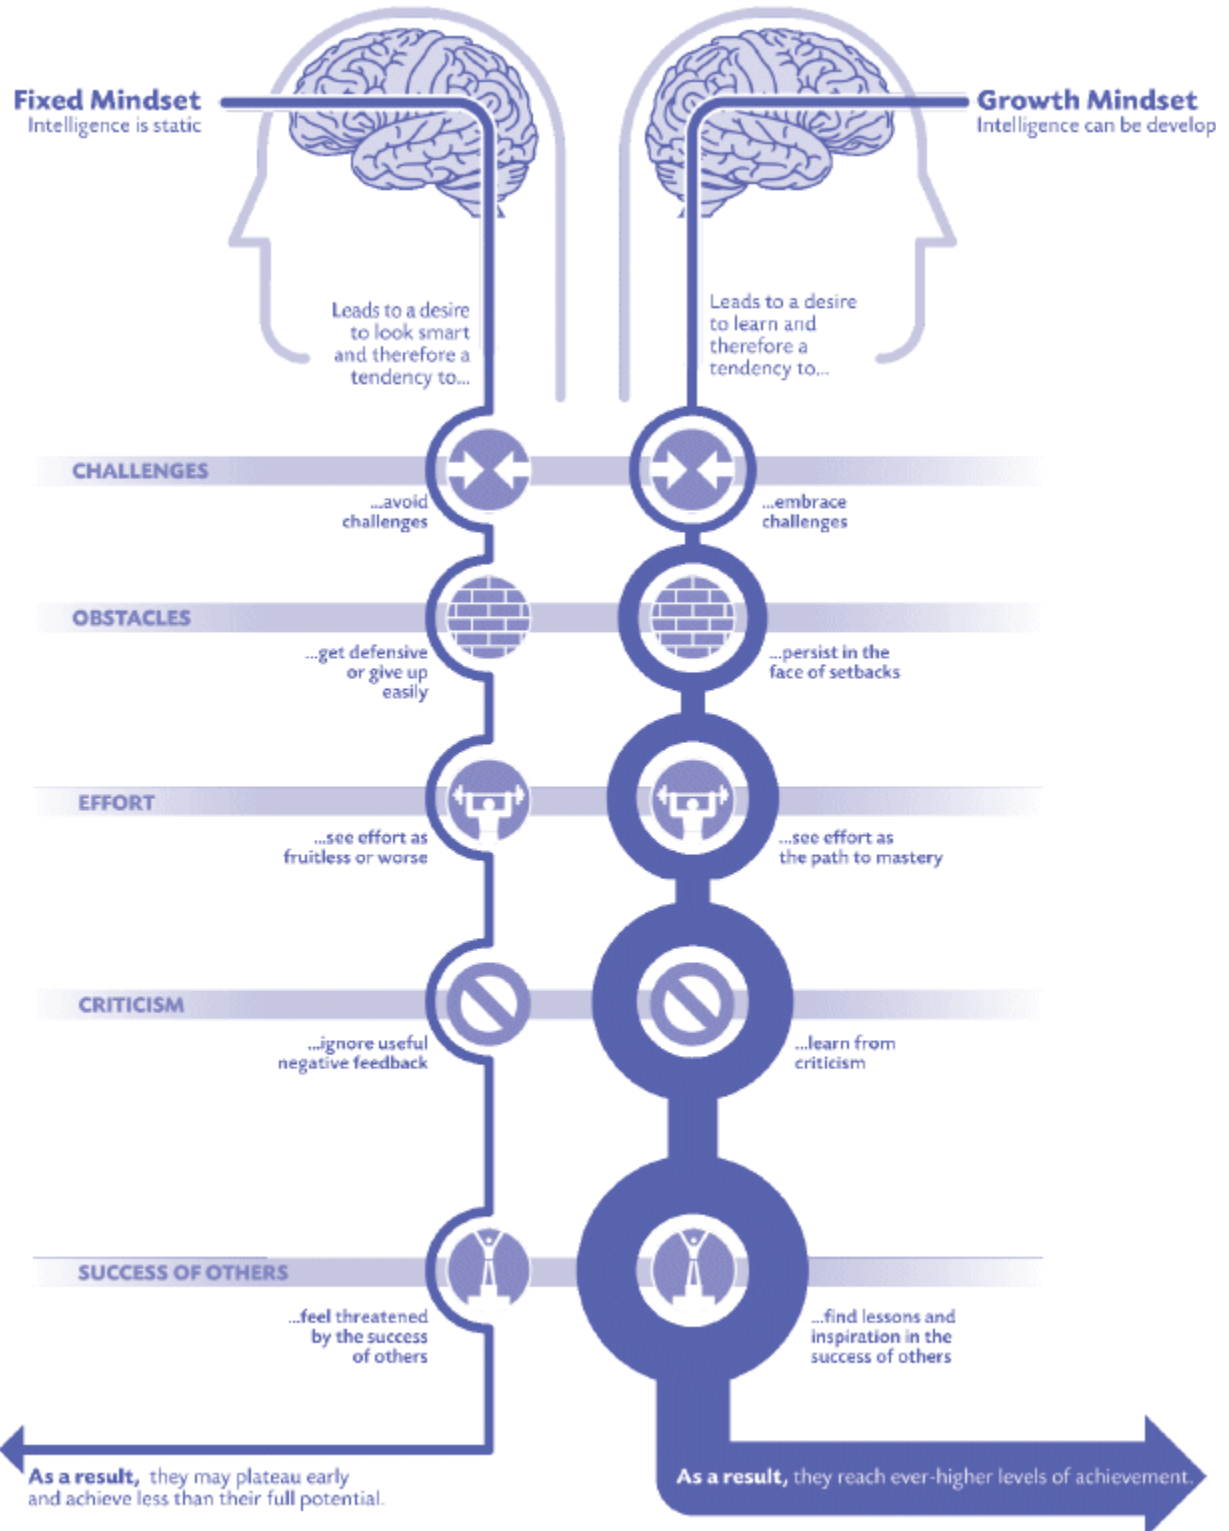 Fixed Mindset
Intelligence is static
Growth Mindset
Intelligence can be develop
Leads to a desire
to look smart
and therefore a
tendency to...
Leads to a desire
to learn and
therefore a
tendency to...
CHALLENGES
...avoid
challenges
...embrace
challenges
OBSTACLES
...get defensive
or give up
easily
...persist in the
face of setbacks
EFFORT
...see effort as
fruitless or worse
...see effort as
the path to mastery
CRITICISM
...ignore useful
negative feedback
...learn from
criticism
SUCCESS OF OTHERS
...feel threatened
by the success
of others
...find lessons and
inspiration in the
success of others
As a result, they may plateau early
and achieve less than their full potential.
As a result, they reach ever-higher levels of achievement.